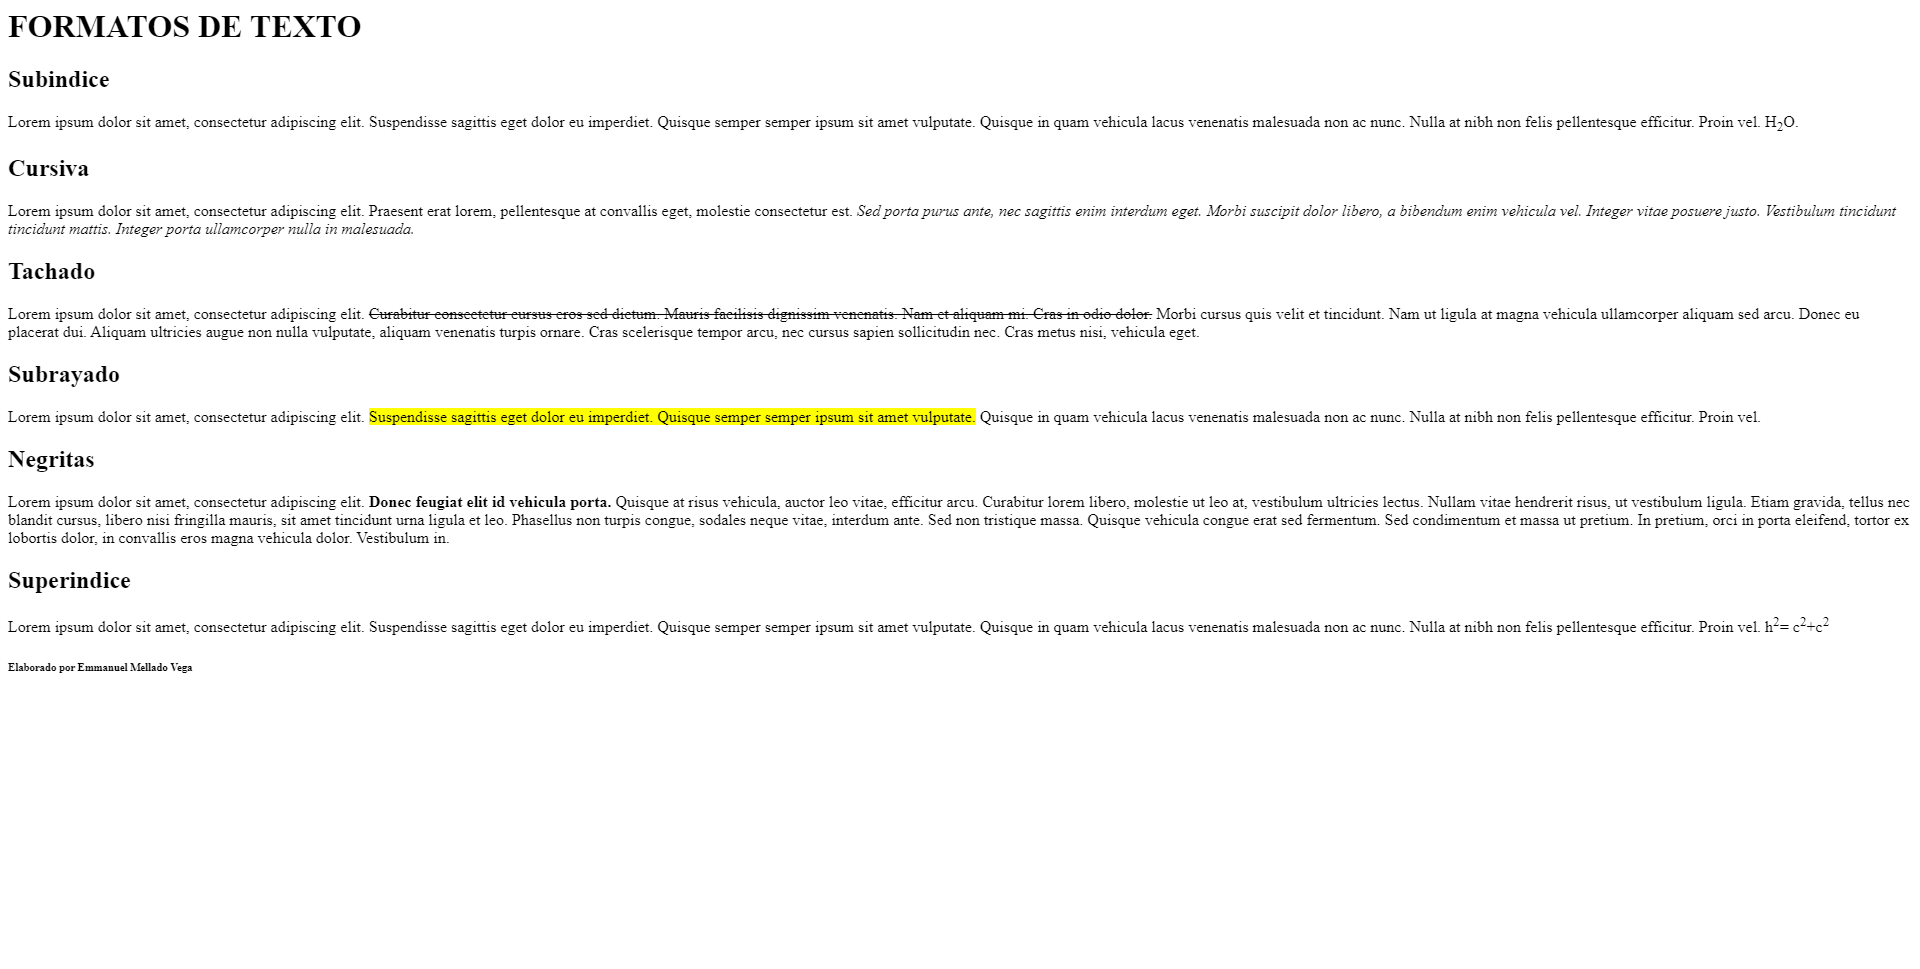 FORMATOS DE TEXTO
Subindice
Lorem ipsum dolor sit amet, consectetur adipiscing elit. Suspendisse sagittis eget dolor eu imperdiet. Quisque semper semper ipsum sit amet vulputate. Quisque in quam vehicula lacus venenatis malesuada non ac nunc. Nulla at nibh non felis pellentesque efficitur. Proin vel. H₂O.
Cursiva
Lorem ipsum dolor sit amet, consectetur adipiscing elit. Praesent erat lorem, pellentesque at convallis eget, molestie consectetur est. Sed porta purus ante, nec sagittis enim interdum eget. Morbi suscipit dolor libero, a bibendum enim vehicula vel. Integer vitae posuere justo. Vestibulum tincidunt
tincidunt mattis. Integer porta ullamcorper nulla in malesuada.
Tachado
Lorem ipsum dolor sit amet, consectetur adipiscing elit. Curabitur consectetur cursus eros sed dictum. Mauris facilisis dignissim venenatis. Nam et aliquam mi. Cras in odio dolor. Morbi cursus quis velit et tincidunt. Nam ut ligula at magna vehicula ullamcorper aliquam sed arcu. Donec eu
placerat dui. Aliquam ultricies augue non nulla vulputate, aliquam venenatis turpis ornare. Cras scelerisque tempor arcu, nec cursus sapien sollicitudin nec. Cras metus nisi, vehicula eget.
Subrayado
Lorem ipsum dolor sit amet, consectetur adipiscing elit. Suspendisse sagittis eget dolor eu imperdiet. Quisque semper semper ipsum sit amet vulputate. Quisque in quam vehicula lacus venenatis malesuada non ac nunc. Nulla at nibh non felis pellentesque efficitur. Proin vel.
Negritas
Lorem ipsum dolor sit amet, consectetur adipiscing elit. Donec feugiat elit id vehicula porta. Quisque at risus vehicula, auctor leo vitae, efficitur arcu. Curabitur lorem libero, molestie ut leo at, vestibulum ultricies lectus. Nullam vitae hendrerit risus, ut vestibulum ligula. Etiam gravida, tellus nec
blandit cursus, libero nisi fringilla mauris, sit amet tincidunt urna ligula et leo. Phasellus non turpis congue, sodales neque vitae, interdum ante. Sed non tristique massa. Quisque vehicula congue erat sed fermentum. Sed condimentum et massa ut pretium. In pretium, orci in porta eleifend, tortor ex
lobortis dolor, in convallis eros magna vehicula dolor. Vestibulum in.
Superindice
Lorem ipsum dolor sit amet, consectetur adipiscing elit. Suspendisse sagittis eget dolor eu imperdiet. Quisque semper semper ipsum sit amet vulputate. Quisque in quam vehicula lacus venenatis malesuada non ac nunc. Nulla at nibh non felis pellentesque efficitur. Proin vel. h²= c²+c²
Elaborado por Emmanuel Mellado Vega